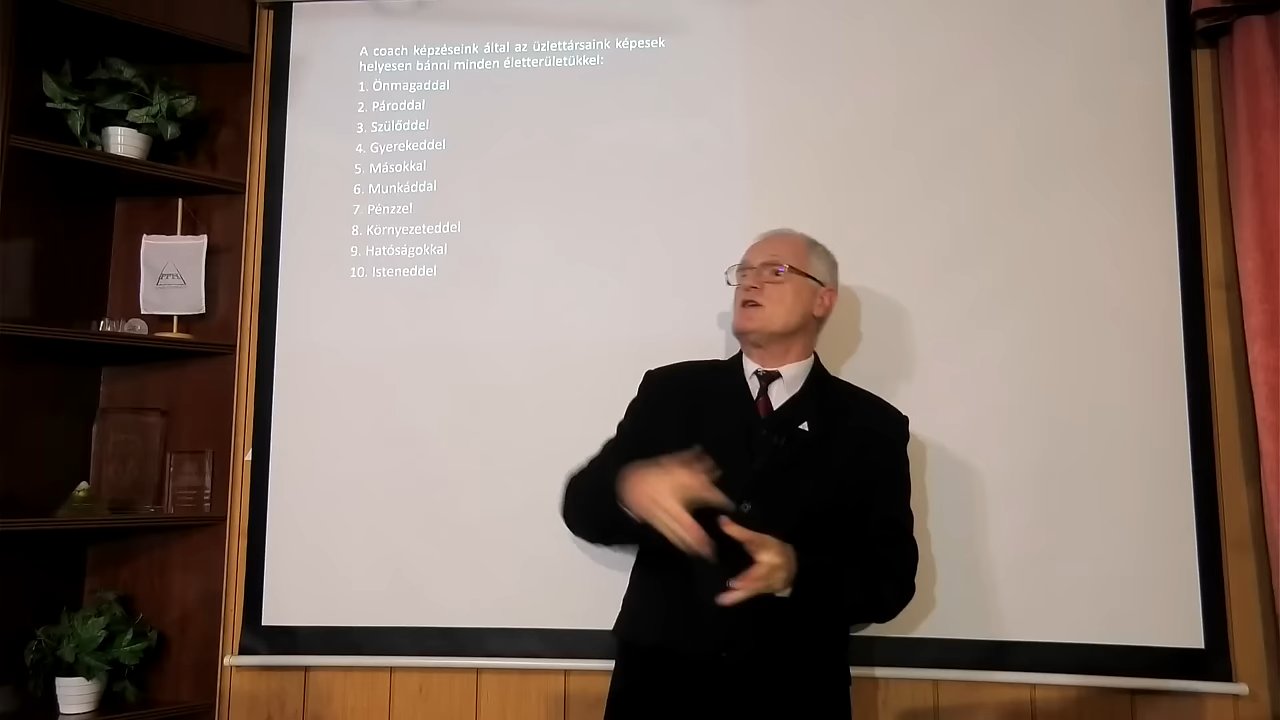 A coach képzéseink által az üzlettársaink képesek
helyesen bánni minden életterületükkel:
1. Önmagaddal
2. Pároddal
3. Szülőddel
4. Gyerekeddel
5. Másokkal
6. Munkáddal
7. Pénzzel
8. Környezeteddel
9. Hatóságokkal
10. Isteneddel